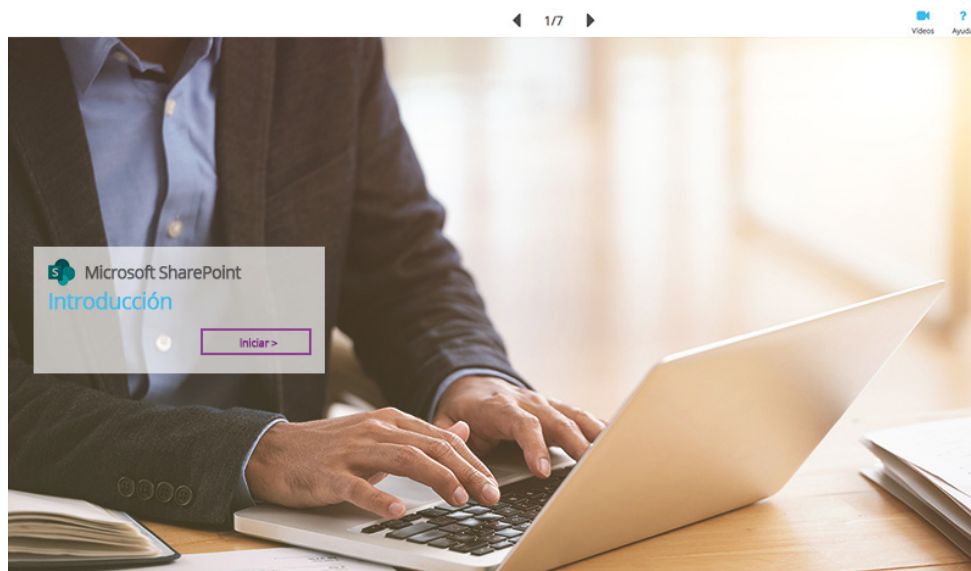 1/7
Vídeos
?
Ayuda
S
Microsoft SharePoint
Introducción
Iniciar >